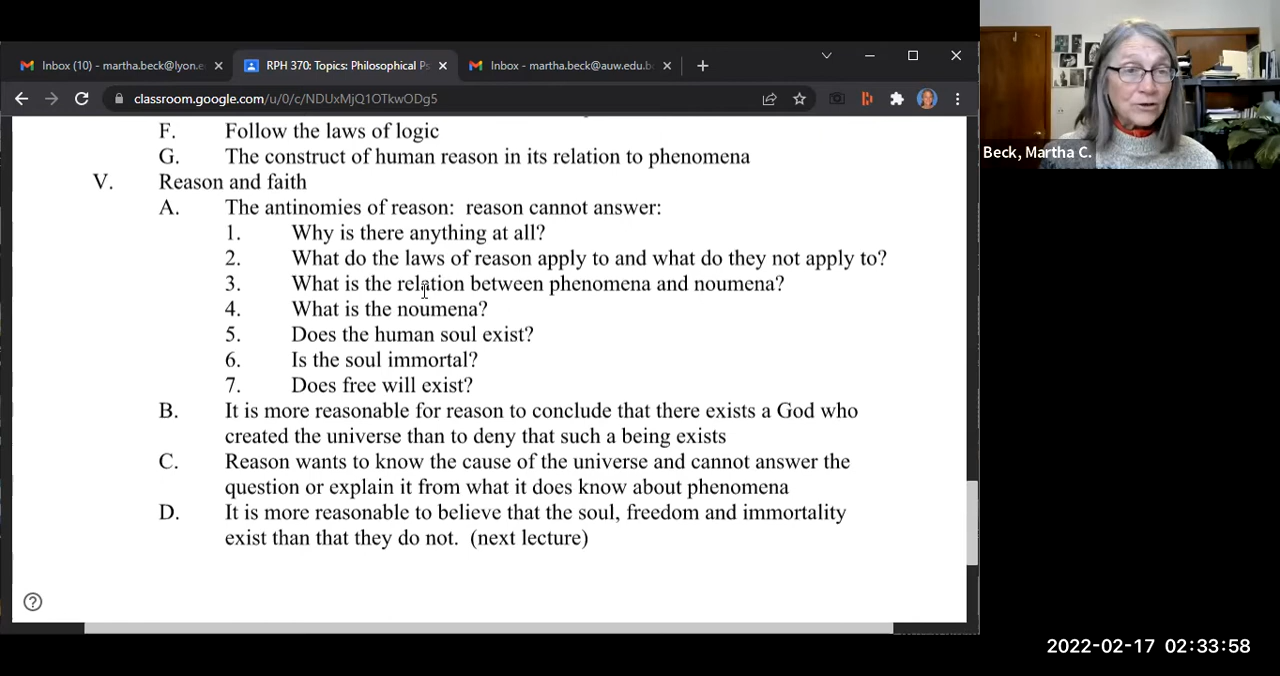 Inbox (10) - martha.beck@lyon.e
RPH 370: Topics: Philosophical Ps
Inbox - martha.beck@auw.edu.b
classroom.google.com/u/0/c/NDUxMjQ1OTkwODg5
F. Follow the laws of logic
G. The construct of human reason in its relation to phenomena
V. Reason and faith
A. The antinomies of reason: reason cannot answer:
1. Why is there anything at all?
2. What do the laws of reason apply to and what do they not apply to?
3. What is the relation between phenomena and noumena?
4. What is the noumena?
5. Does the human soul exist?
6. Is the soul immortal?
7. Does free will exist?
B. It is more reasonable for reason to conclude that there exists a God who
created the universe than to deny that such a being exists
C. Reason wants to know the cause of the universe and cannot answer the
question or explain it from what it does know about phenomena
D. It is more reasonable to believe that the soul, freedom and immortality
exist than that they do not. (next lecture)
Beck, Martha C.
2022-02-17 02:33:58